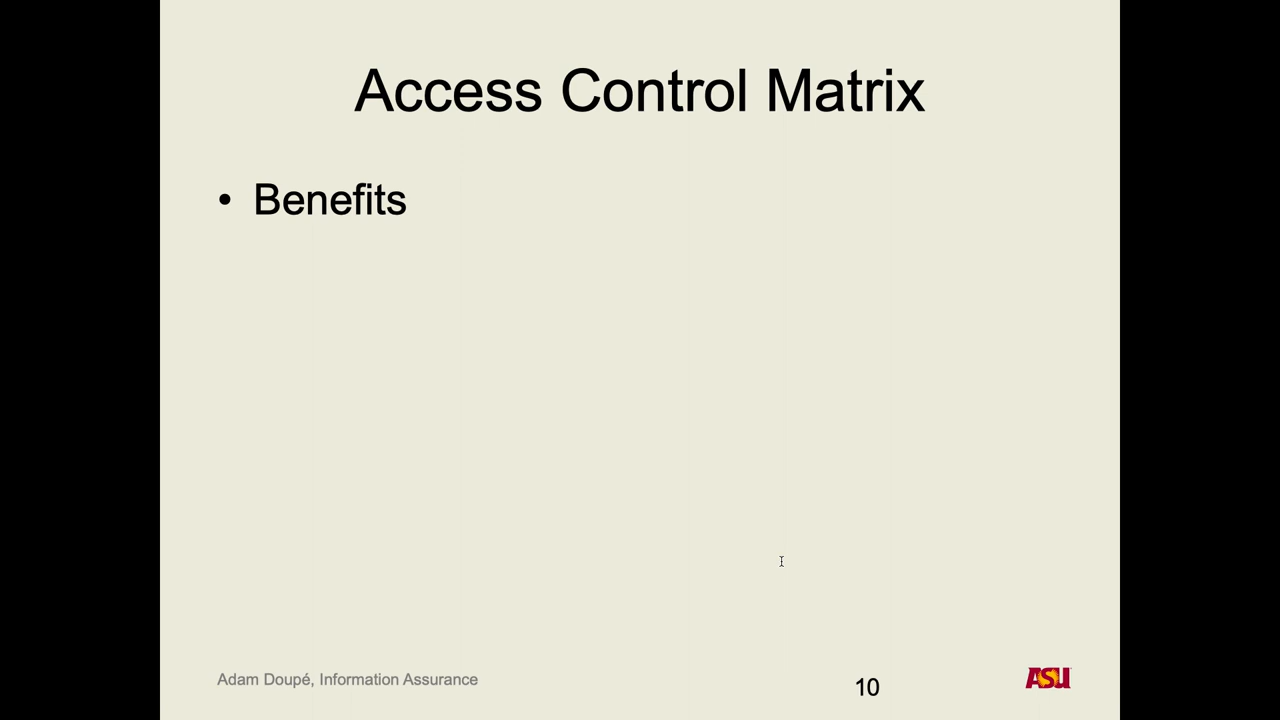 Access Control Matrix
• Benefits
Adam Doupé, Information Assurance
10
ASU